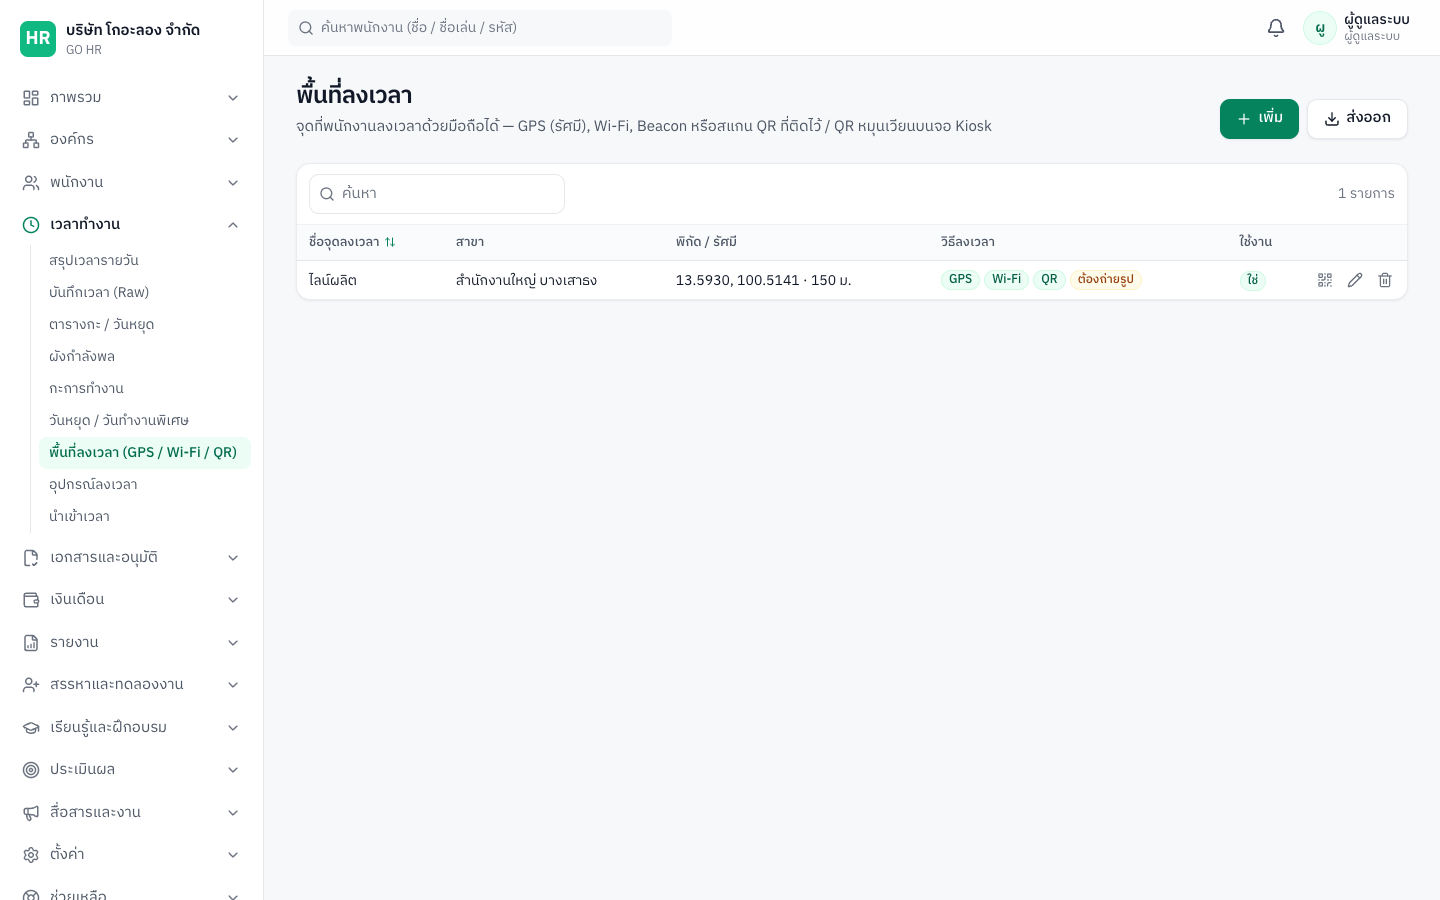 HR
บริษัท โกอะลอง จำกัด
GO HR
ค้นหาพนักงาน (ชื่อ / ชื่อเล่น / รหัส)
ผู้
ผู้ดูแลระบบ
ผู้ดูแลระบบ
ภาพรวม
องค์กร
พนักงาน
เวลาทำงาน
สรุปเวลารายวัน
บันทึกเวลา (Raw)
ตารางกะ / วันหยุด
ผังกำลังพล
กะการทำงาน
วันหยุด / วันทำงานพิเศษ
พื้นที่ลงเวลา (GPS / Wi-Fi / QR)
อุปกรณ์ลงเวลา
นำเข้าเวลา
เอกสารและอนุมัติ
เงินเดือน
รายงาน
สรรหาและทดลองงาน
เรียนรู้และฝึกอบรม
ประเมินผล
สื่อสารและงาน
ตั้งค่า
ช่วยเหลือ
พื้นที่ลงเวลา
จุดที่พนักงานลงเวลาด้วยมือถือได้ — GPS (รัศมี), Wi-Fi, Beacon หรือสแกน QR ที่ติดไว้ / QR หมุนเวียนบนจอ Kiosk
เพิ่ม
ส่งออก
ค้นหา
1 รายการ
ชื่อจุดลงเวลา สาขา พิกัด / รัศมี วิธีลงเวลา ใช้งาน
ไลน์ผลิต สำนักงานใหญ่ บางเสาธง 13.5930, 100.5141 · 150 ม. GPS Wi-Fi QR ต้องถ่ายรูป ใช่